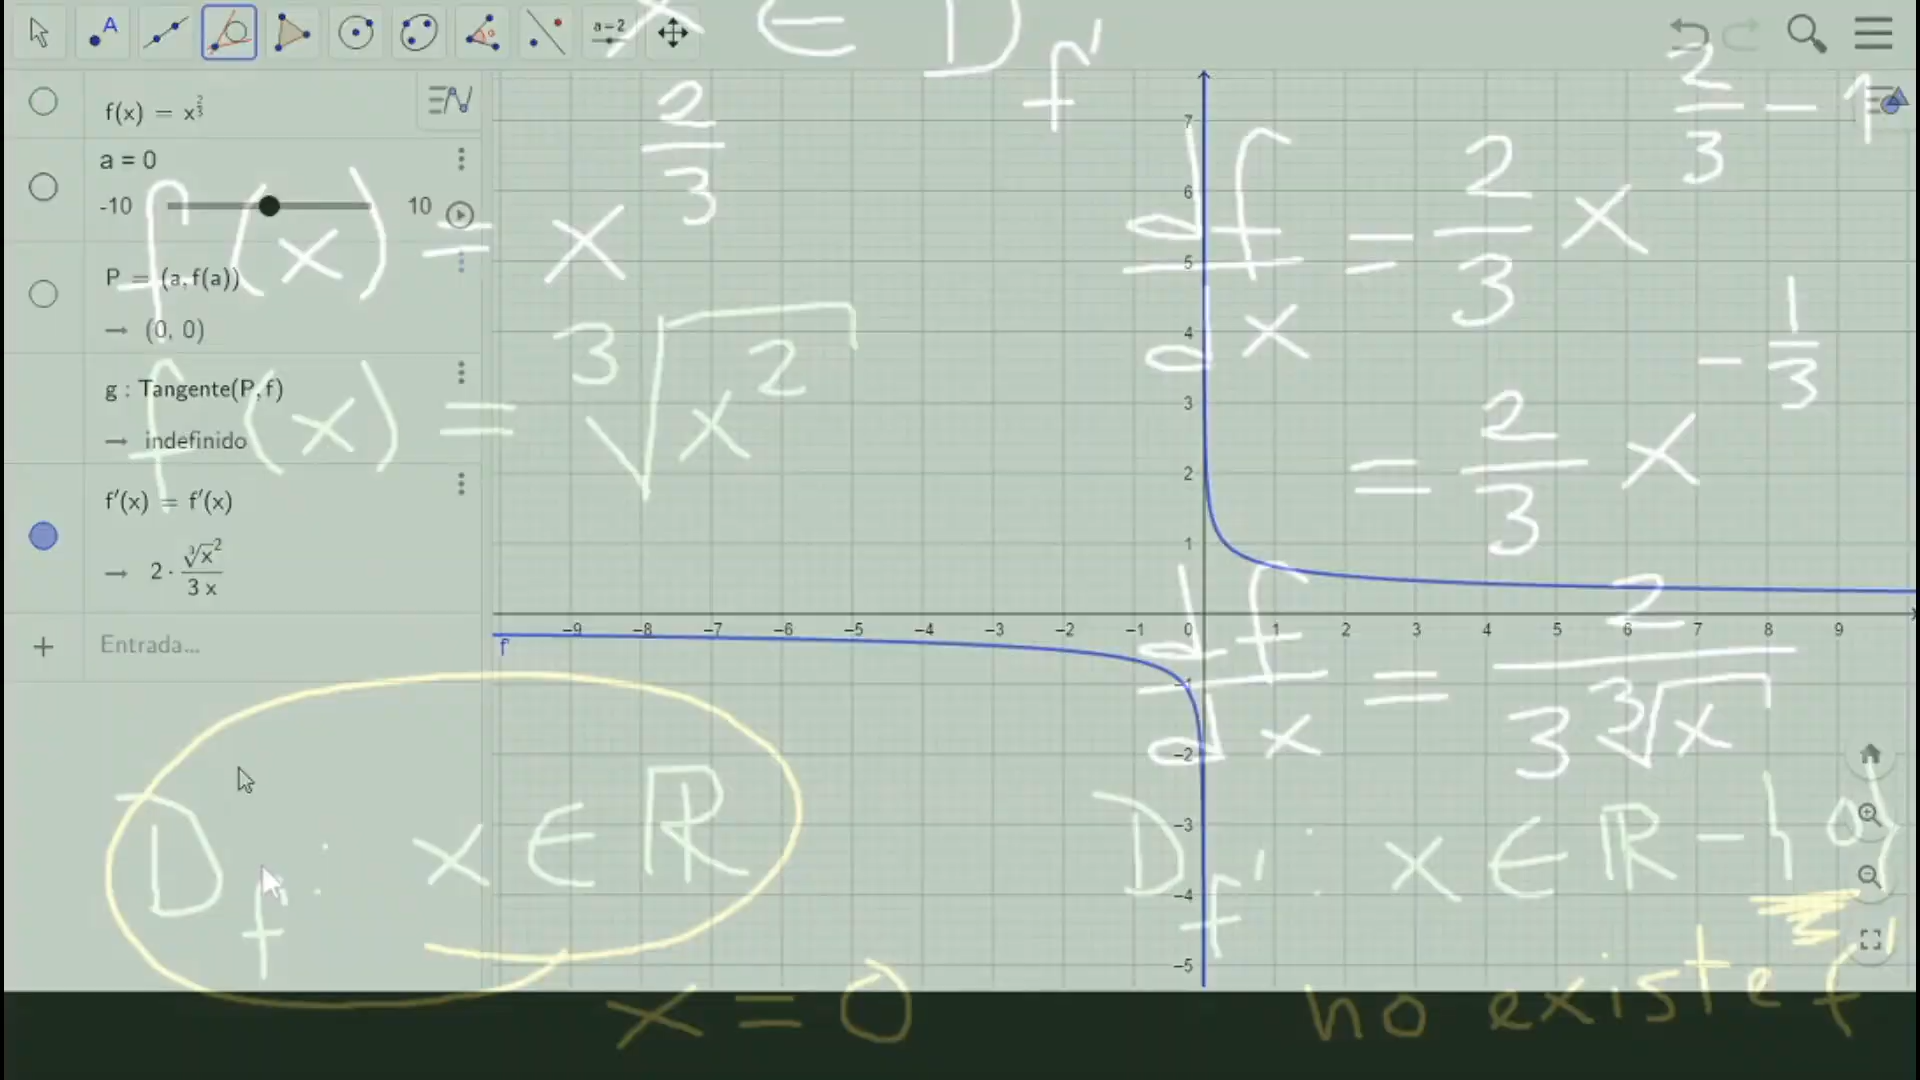 x ∈ D_f'
f(x) = x^(2/3)
a = 0
-10 10
P = (a, f(a))
→ (0, 0)
g : Tangente(P, f)
→ indefinido
f'(x) = f'(x)
→ 2 · ∛x² / 3 x
Entrada...
A
a=2
f(x) = x^(2/3)
f(x) = ∛(x²)
D_f : x ∈ ℝ
x = 0
df/dx = 2/3 x^(2/3 − 1)
= 2/3 x^(−1/3)
df/dx = 2 / (3 ∛x)
D_f' : x ∈ ℝ − {0}
no existe f'
7
6
5
4
3
2
1
−9 −8 −7 −6 −5 −4 −3 −2 −1 0 1 2 3 4 5 6 7 8 9
f
−1
−2
−3
−4
−5